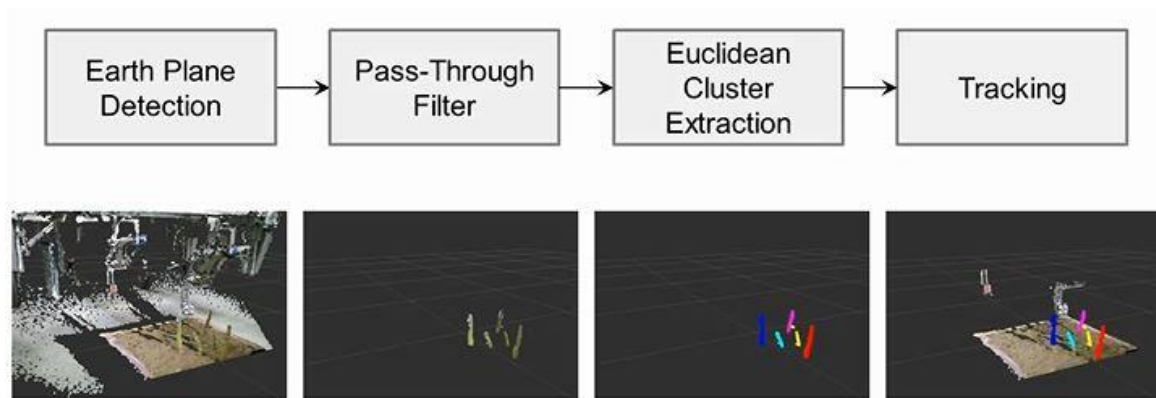 Earth Plane
Detection
Pass-Through
Filter
Euclidean
Cluster
Extraction
Tracking